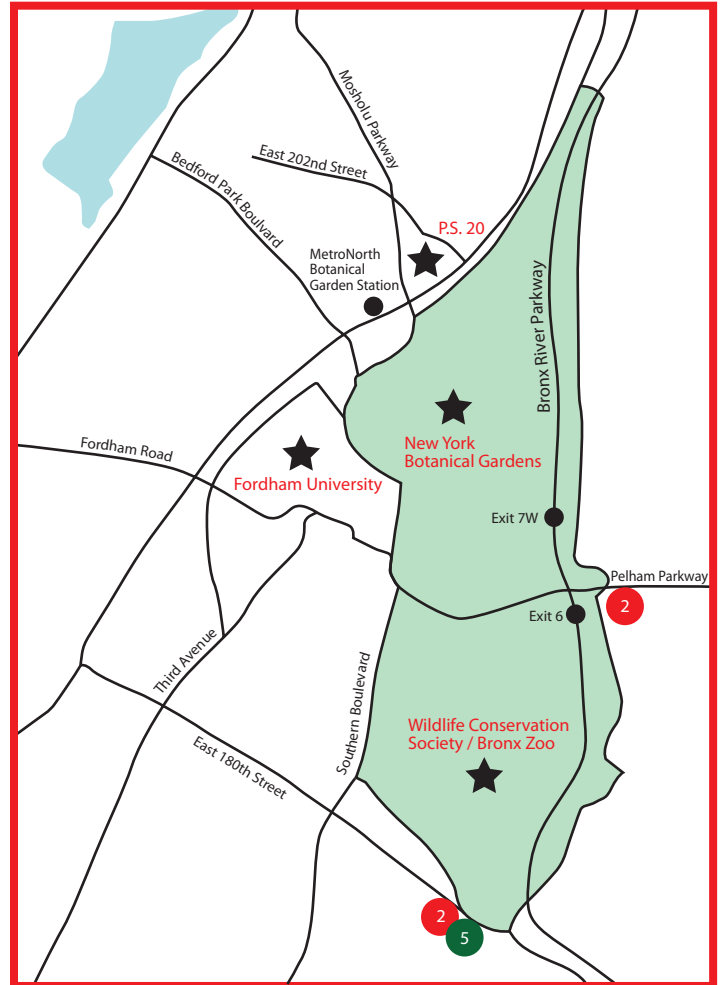 Mosholu Parkway
East 202nd Street
Bedford Park Boulvard
P.S. 20
MetroNorth
Botanical
Garden Station
Bronx River Parkway
Fordham Road
New York
Botanical Gardens
Fordham University
Exit 7W
Pelham Parkway
2
Exit 6
Third Avenue
Southern Boulevard
Wildlife Conservation
Society / Bronx Zoo
East 180th Street
2
5